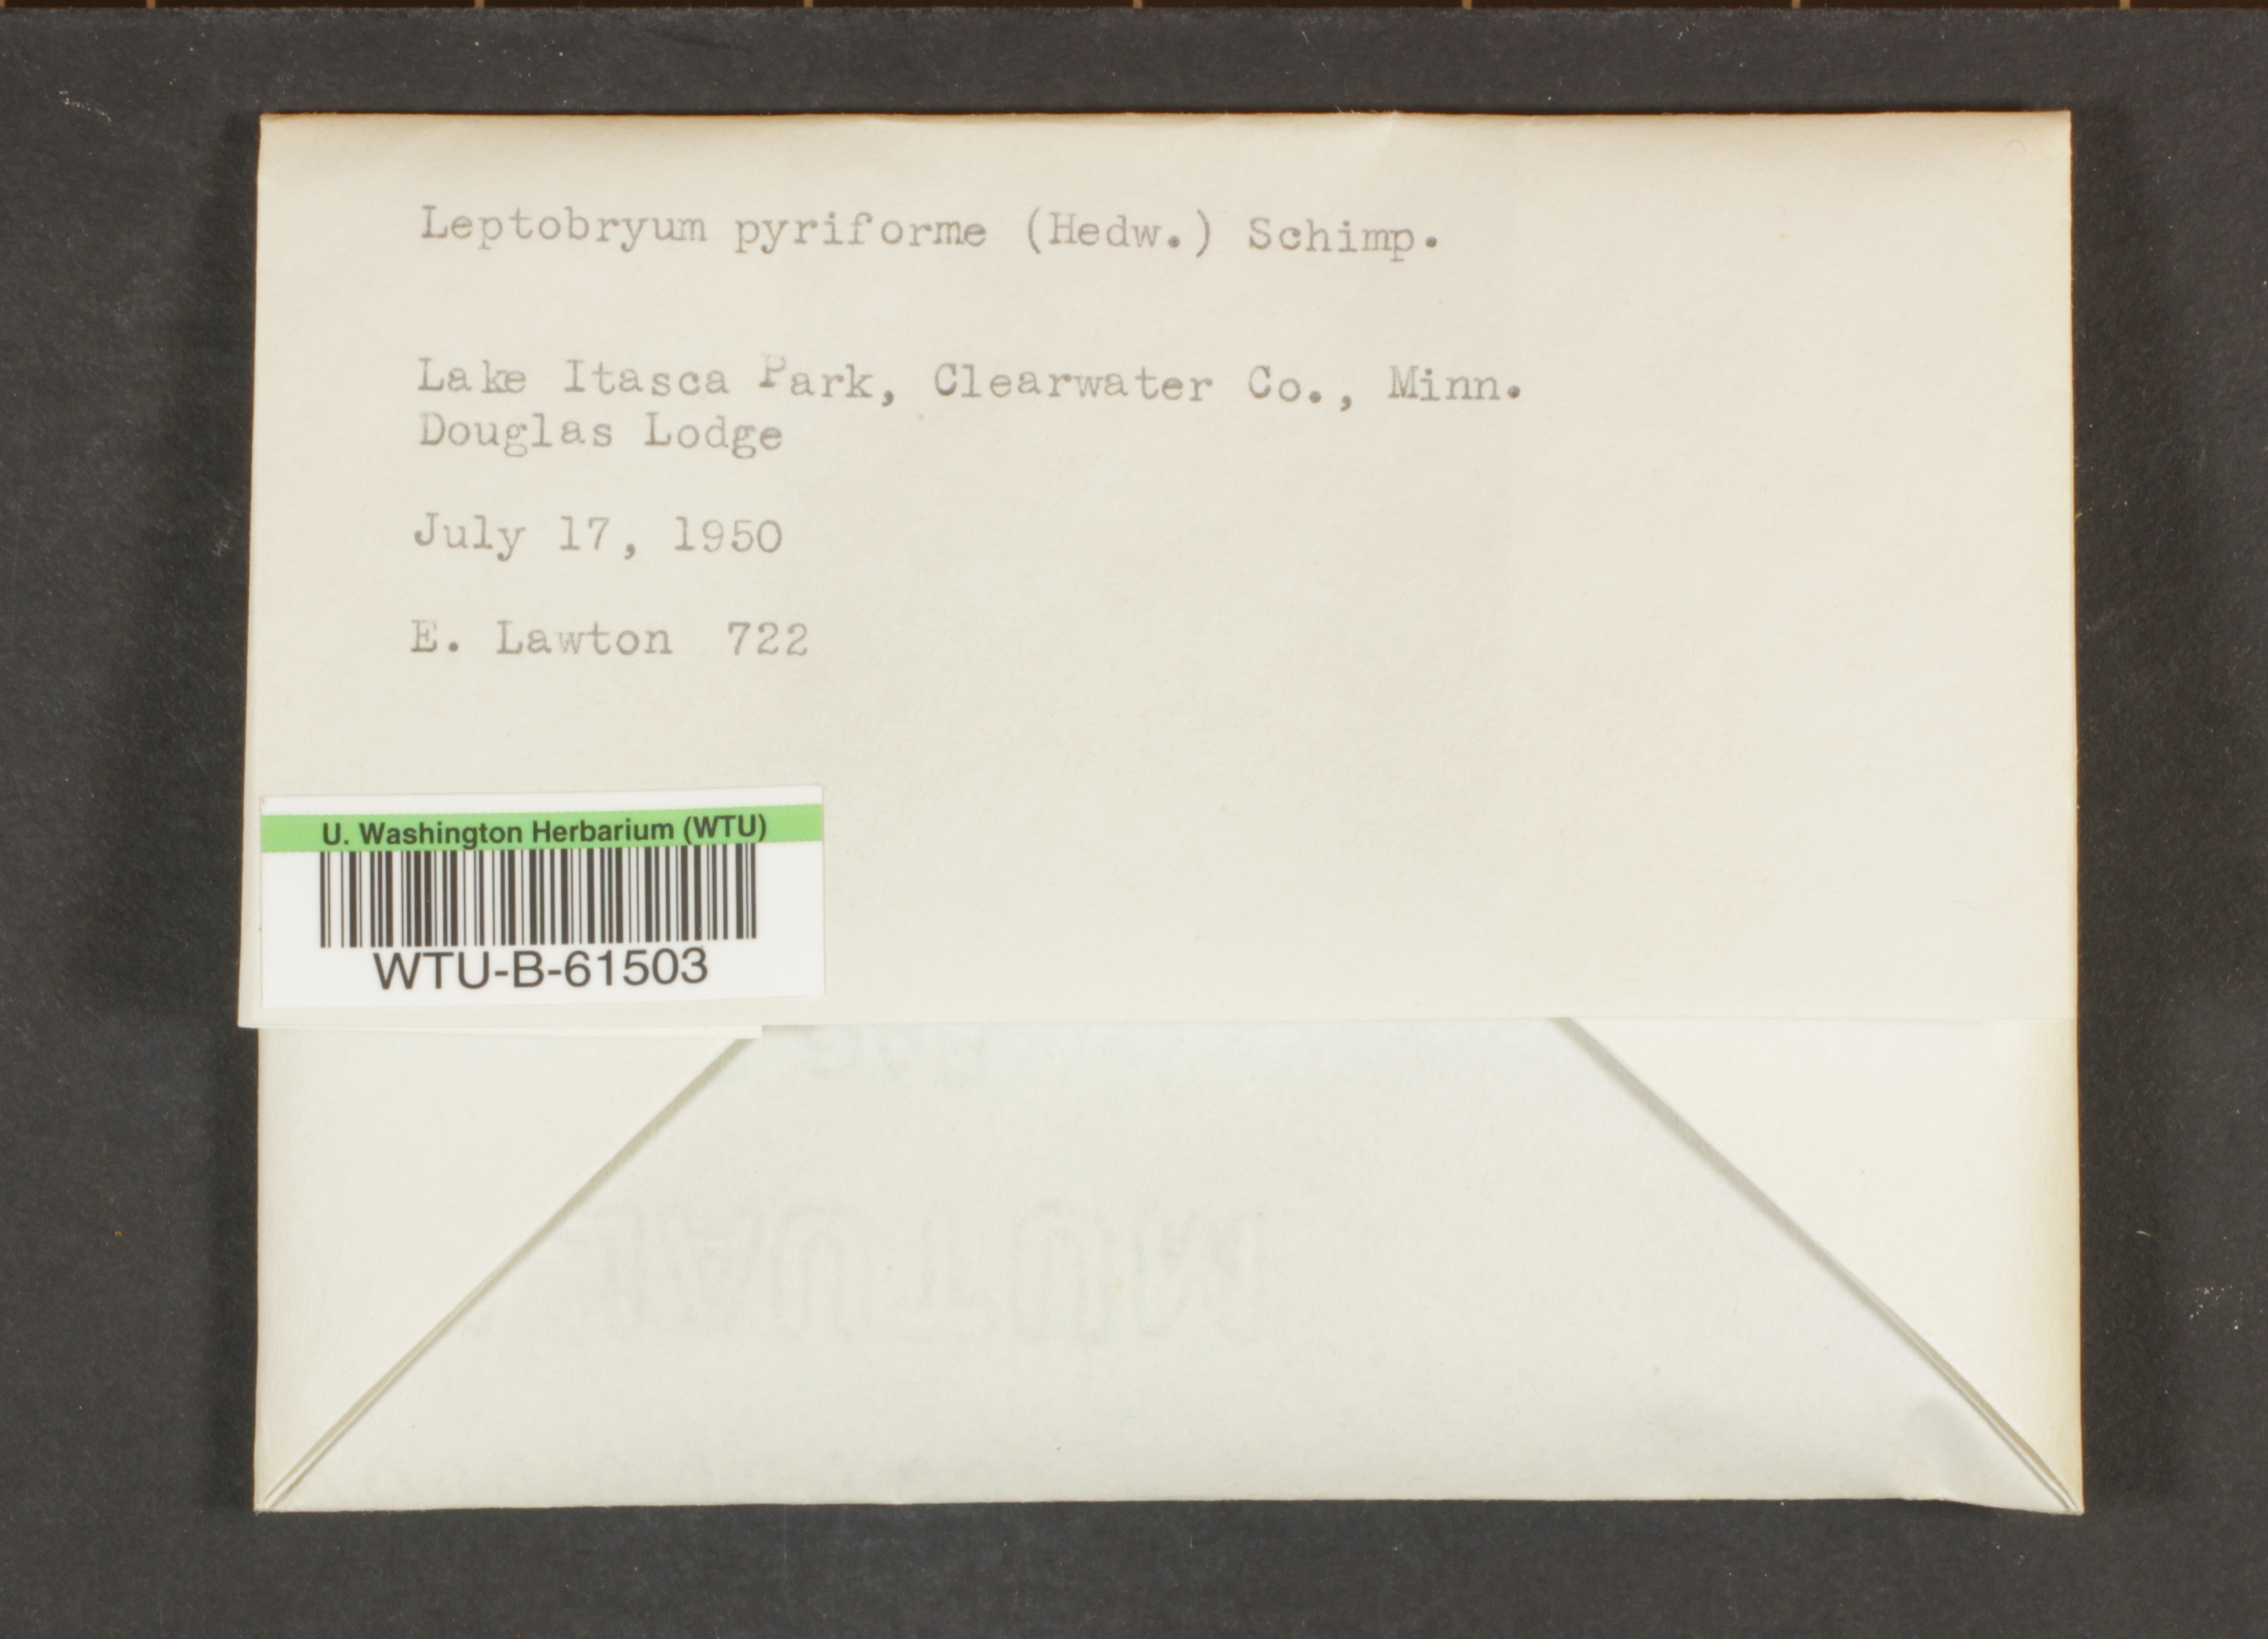 Leptobryum pyriforme (Hedw.) Schimp.
Lake Itasca Park, Clearwater Co., Minn.
Douglas Lodge
July 17, 1950
E. Lawton 722
U. Washington Herbarium (WTU)
WTU-B-61503